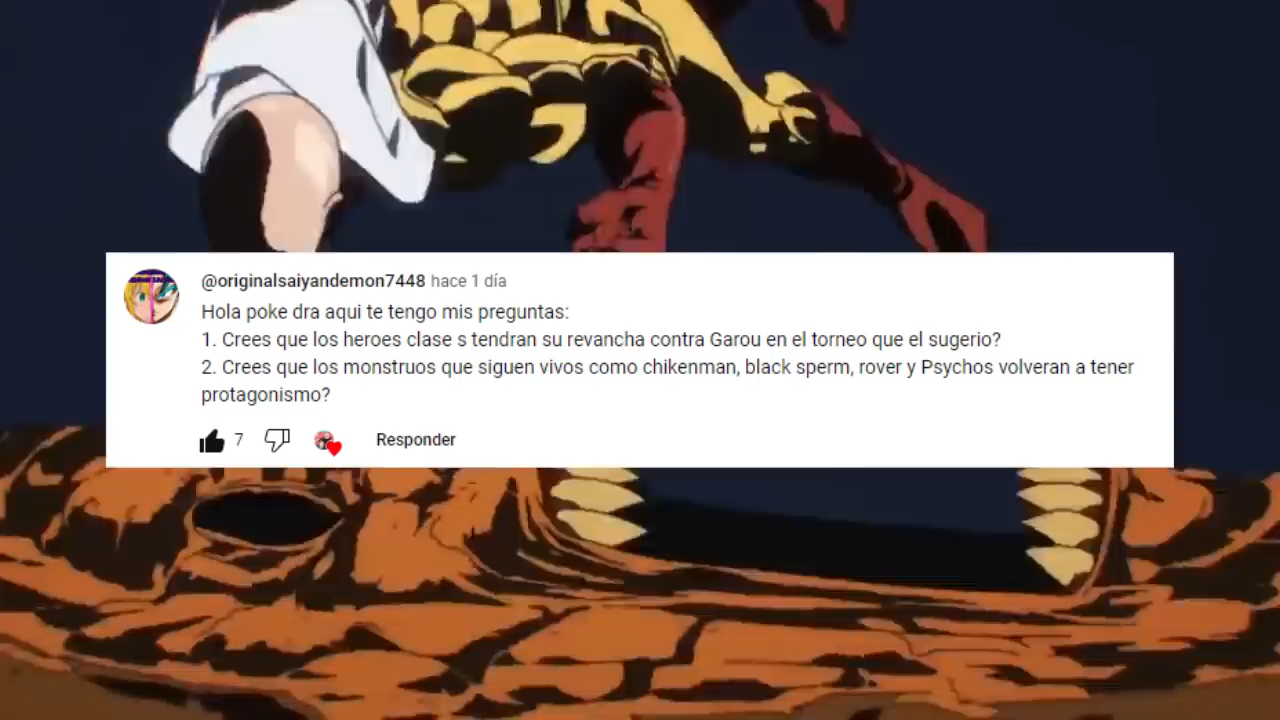 @originalsaiyandemon7448 hace 1 día
Hola poke dra aqui te tengo mis preguntas:
1. Crees que los heroes clase s tendran su revancha contra Garou en el torneo que el sugerio?
2. Crees que los monstruos que siguen vivos como chikenman, black sperm, rover y Psychos volveran a tener
protagonismo?
7 Responder